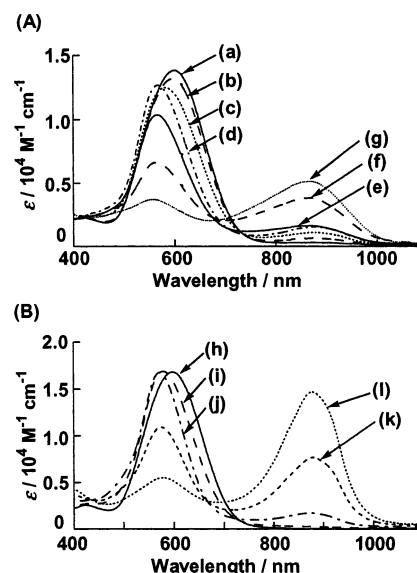 (A)
1.5
1.0
0.5
0
ε / 10⁴ M⁻¹ cm⁻¹
(a)
(b)
(c)
(d)
(g)
(f)
(e)
400 600 800 1000
Wavelength / nm
(B)
2.0
1.5
1.0
0.5
0
ε / 10⁴ M⁻¹ cm⁻¹
(h)
(i)
(j)
(l)
(k)
400 600 800 1000
Wavelength / nm